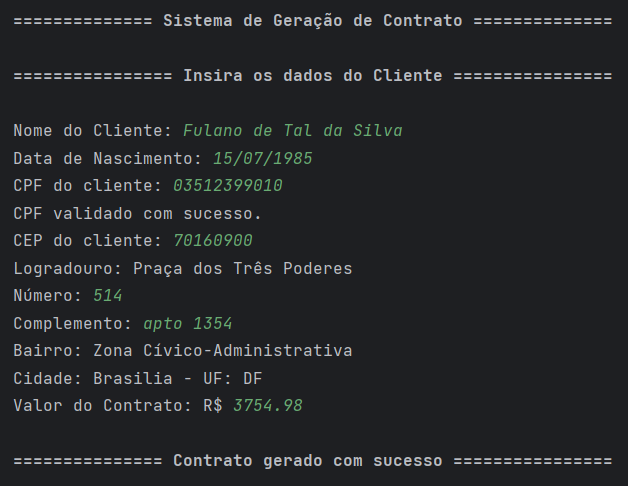 ============== Sistema de Geração de Contrato ==============
================ Insira os dados do Cliente ================
Nome do Cliente: Fulano de Tal da Silva
Data de Nascimento: 15/07/1985
CPF do cliente: 03512399010
CPF validado com sucesso.
CEP do cliente: 70160900
Logradouro: Praça dos Três Poderes
Número: 514
Complemento: apto 1354
Bairro: Zona Cívico-Administrativa
Cidade: Brasilia - UF: DF
Valor do Contrato: R$ 3754.98
=============== Contrato gerado com sucesso ================